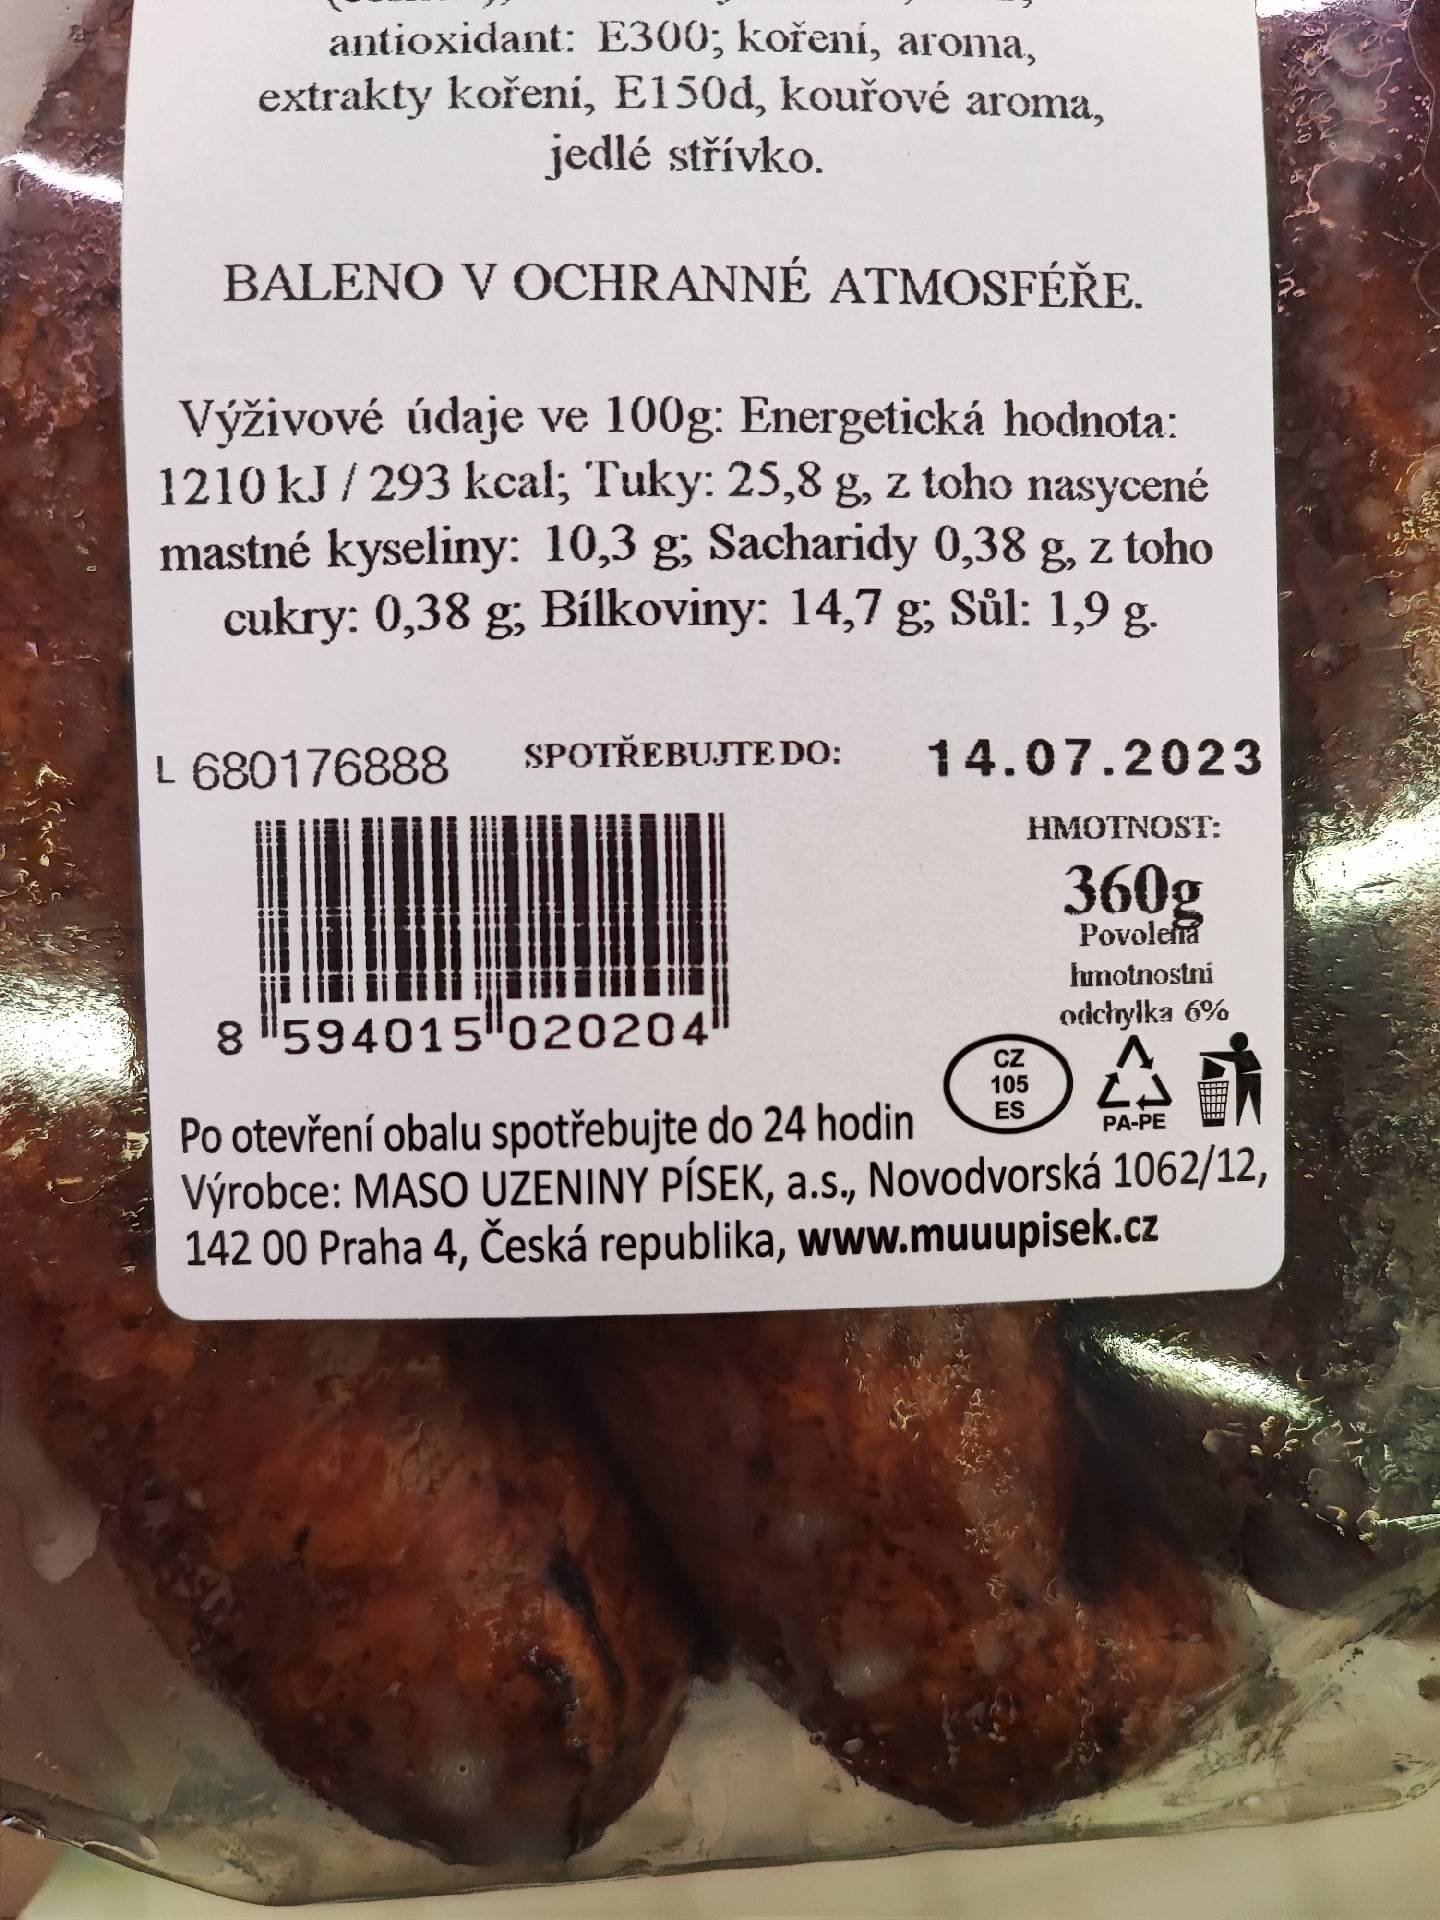 antioxidant: E300; koření, aroma,
extrakty koření, E150d, kouřové aroma,
jedlé střívko.
BALENO V OCHRANNÉ ATMOSFÉŘE.
Výživové údaje ve 100g: Energetická hodnota:
1210 kJ / 293 kcal; Tuky: 25,8 g, z toho nasycené
mastné kyseliny: 10,3 g; Sacharidy 0,38 g, z toho
cukry: 0,38 g; Bílkoviny: 14,7 g; Sůl: 1,9 g.
L 680176888 SPOTŘEBUJTE DO: 14.07.2023
HMOTNOST:
360g
Povolená
hmotnostní
odchylka 6%
8 594015 020204
CZ
105
ES
PA-PE
Po otevření obalu spotřebujte do 24 hodin
Výrobce: MASO UZENINY PÍSEK, a.s., Novodvorská 1062/12,
142 00 Praha 4, Česká republika, www.muuupisek.cz